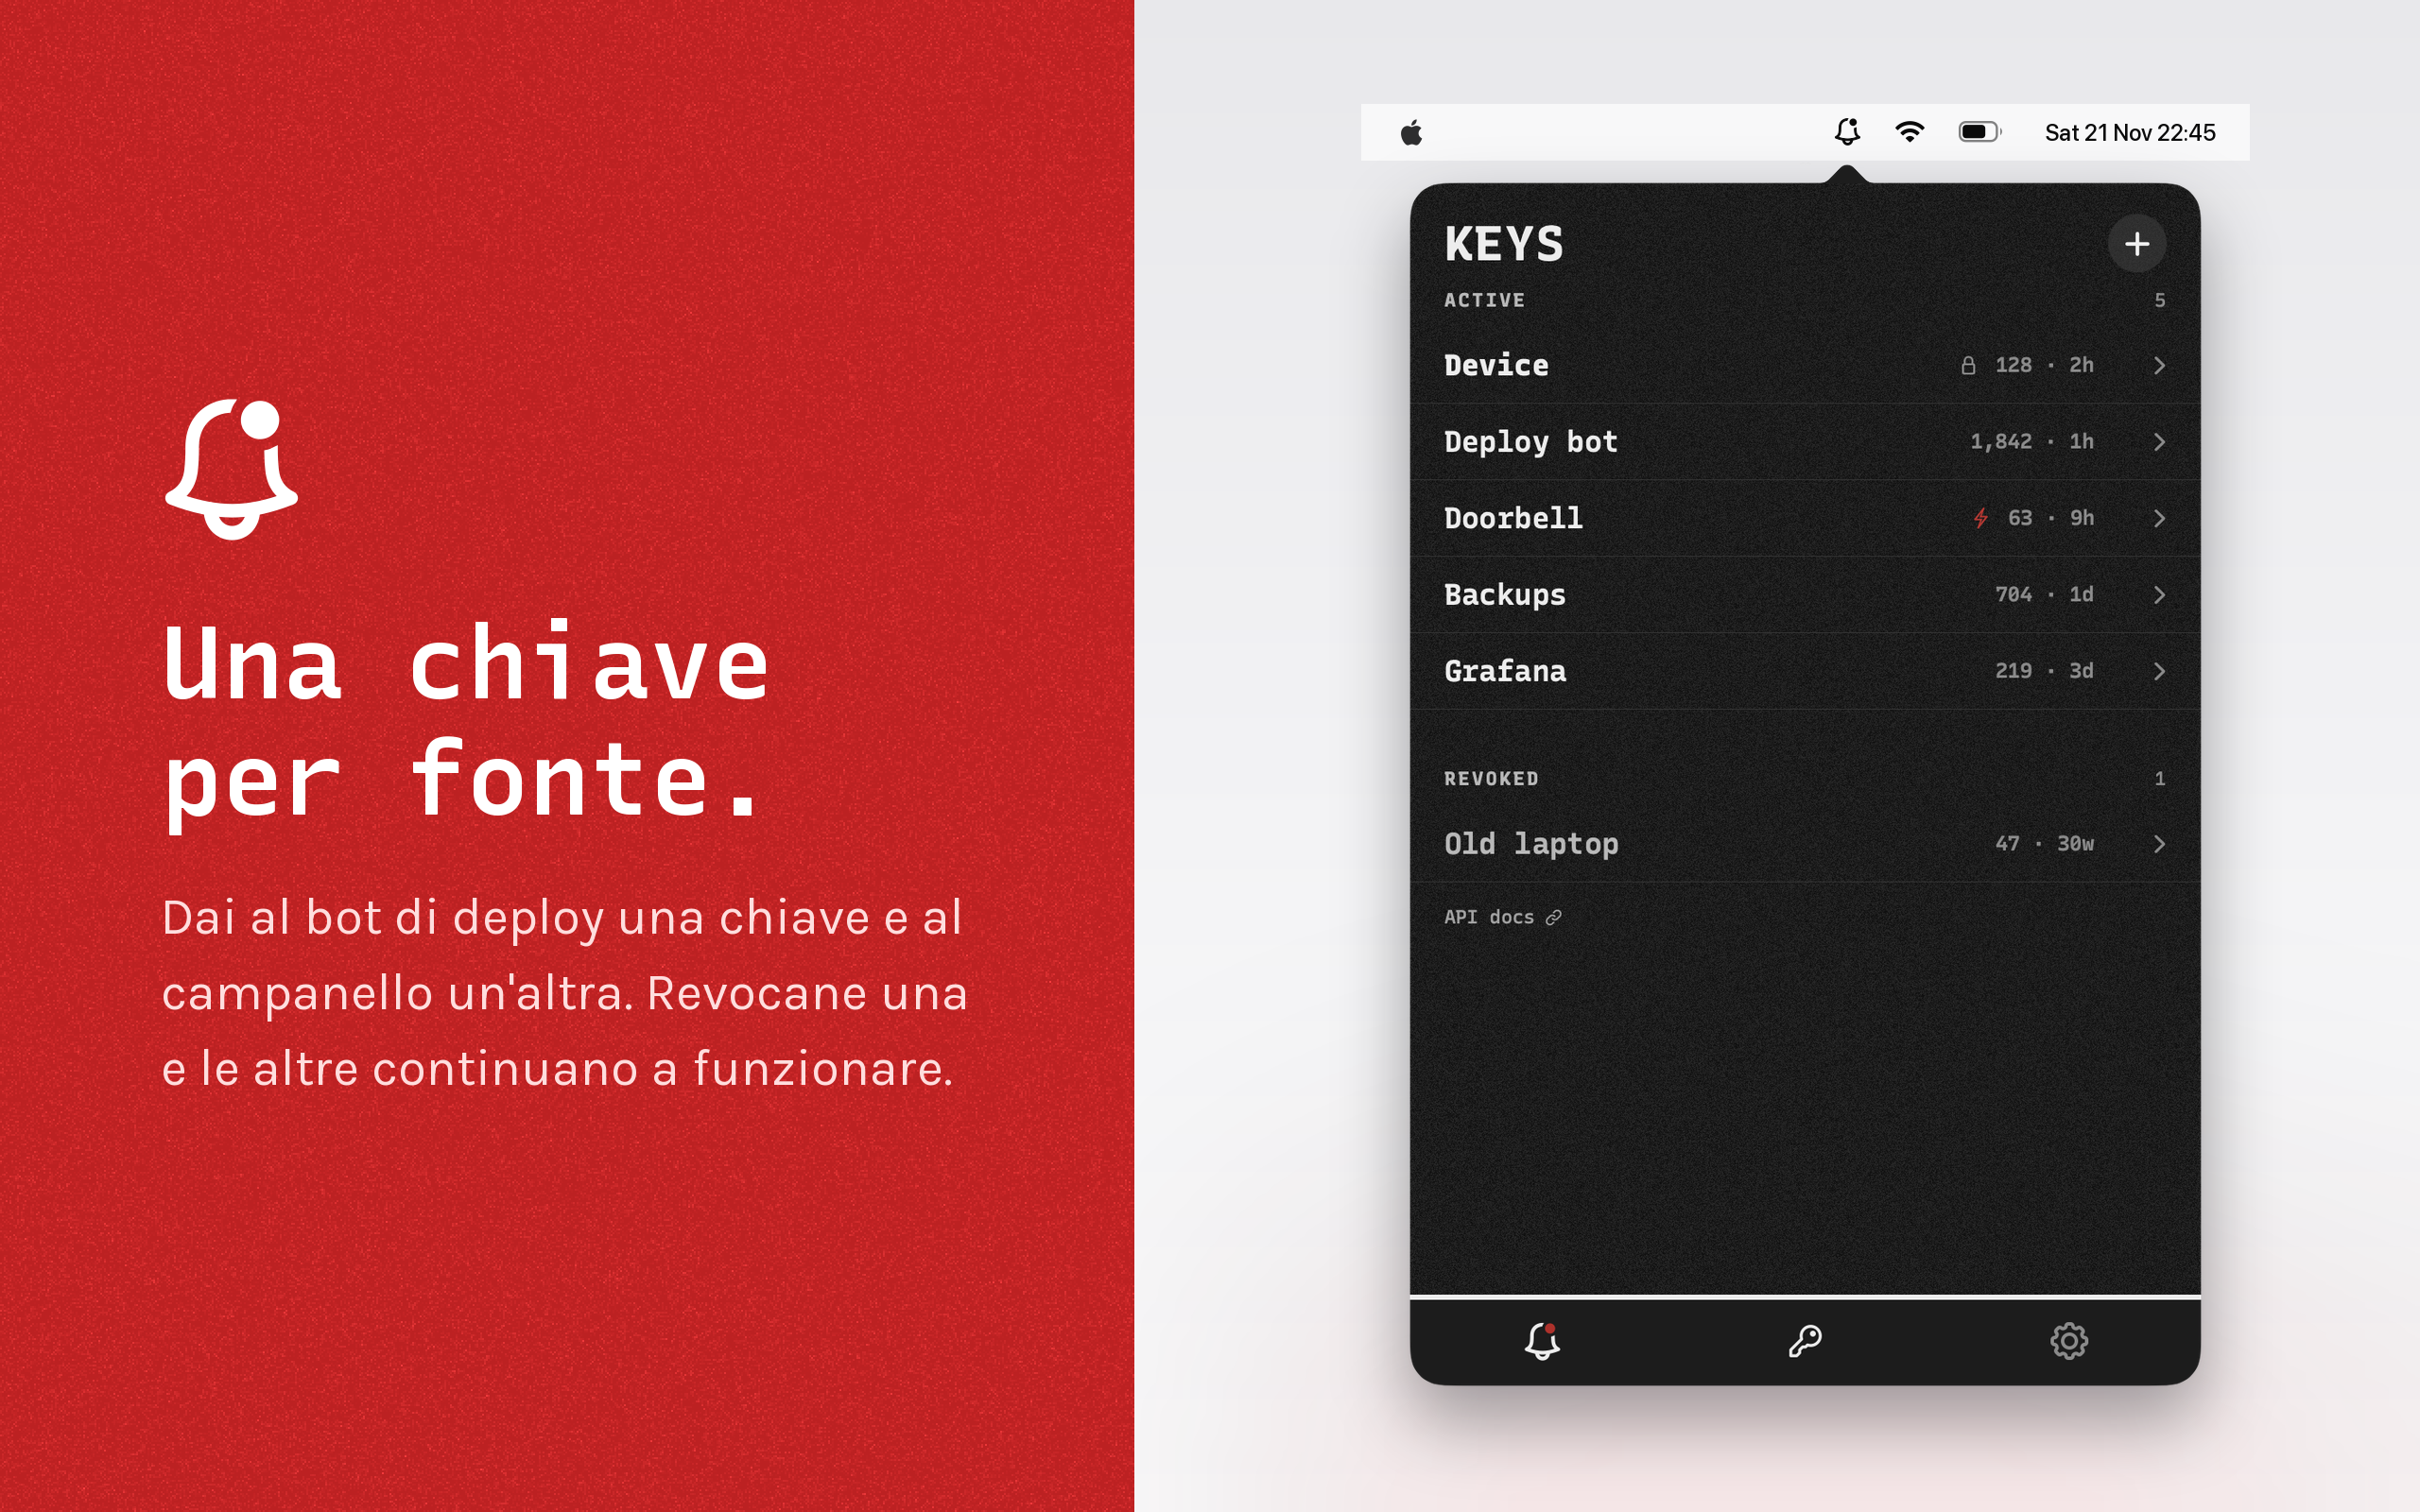 Una chiave
per fonte.
Dai al bot di deploy una chiave e al
campanello un'altra. Revocane una
e le altre continuano a funzionare.
Sat 21 Nov 22:45
KEYS
ACTIVE 5
Device 128 · 2h
Deploy bot 1,842 · 1h
Doorbell 63 · 9h
Backups 704 · 1d
Grafana 219 · 3d
REVOKED 1
Old laptop 47 · 30w
API docs